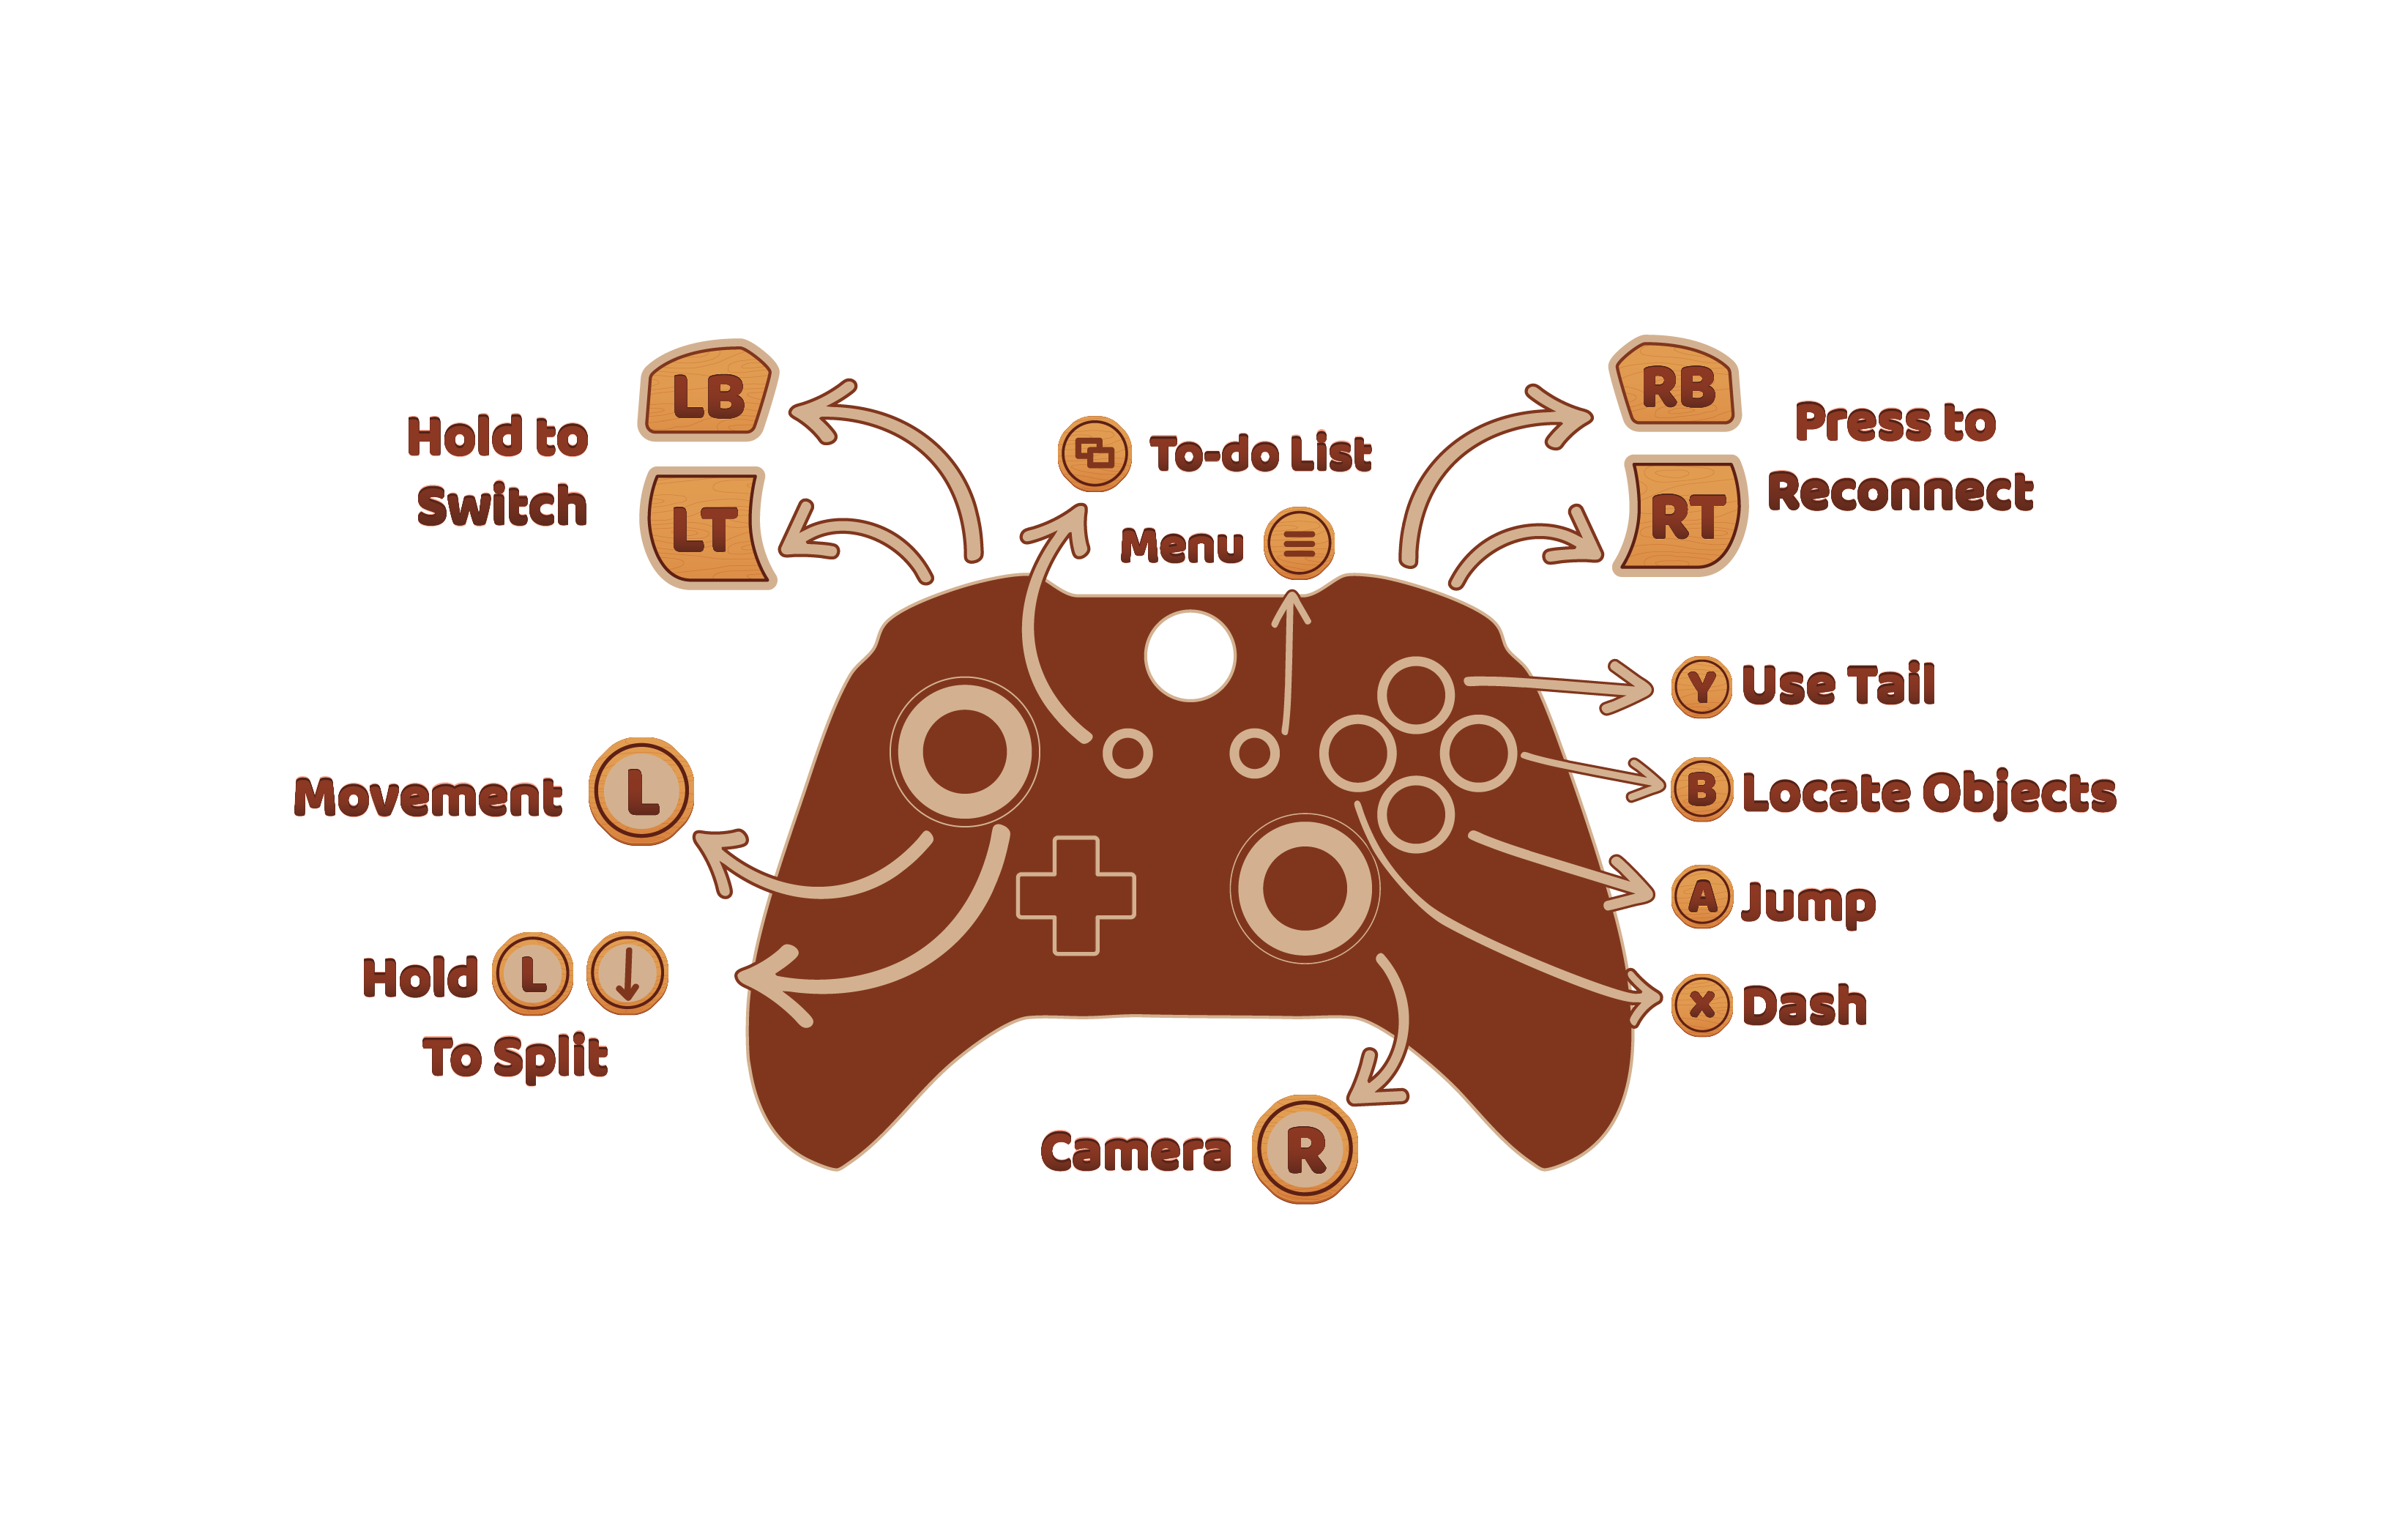 LB
Hold to
Switch
LT
To-do List
Menu
RB
Press to
Reconnect
RT
Y Use Tail
B Locate Objects
A Jump
X Dash
Movement L
Hold L
To Split
Camera R